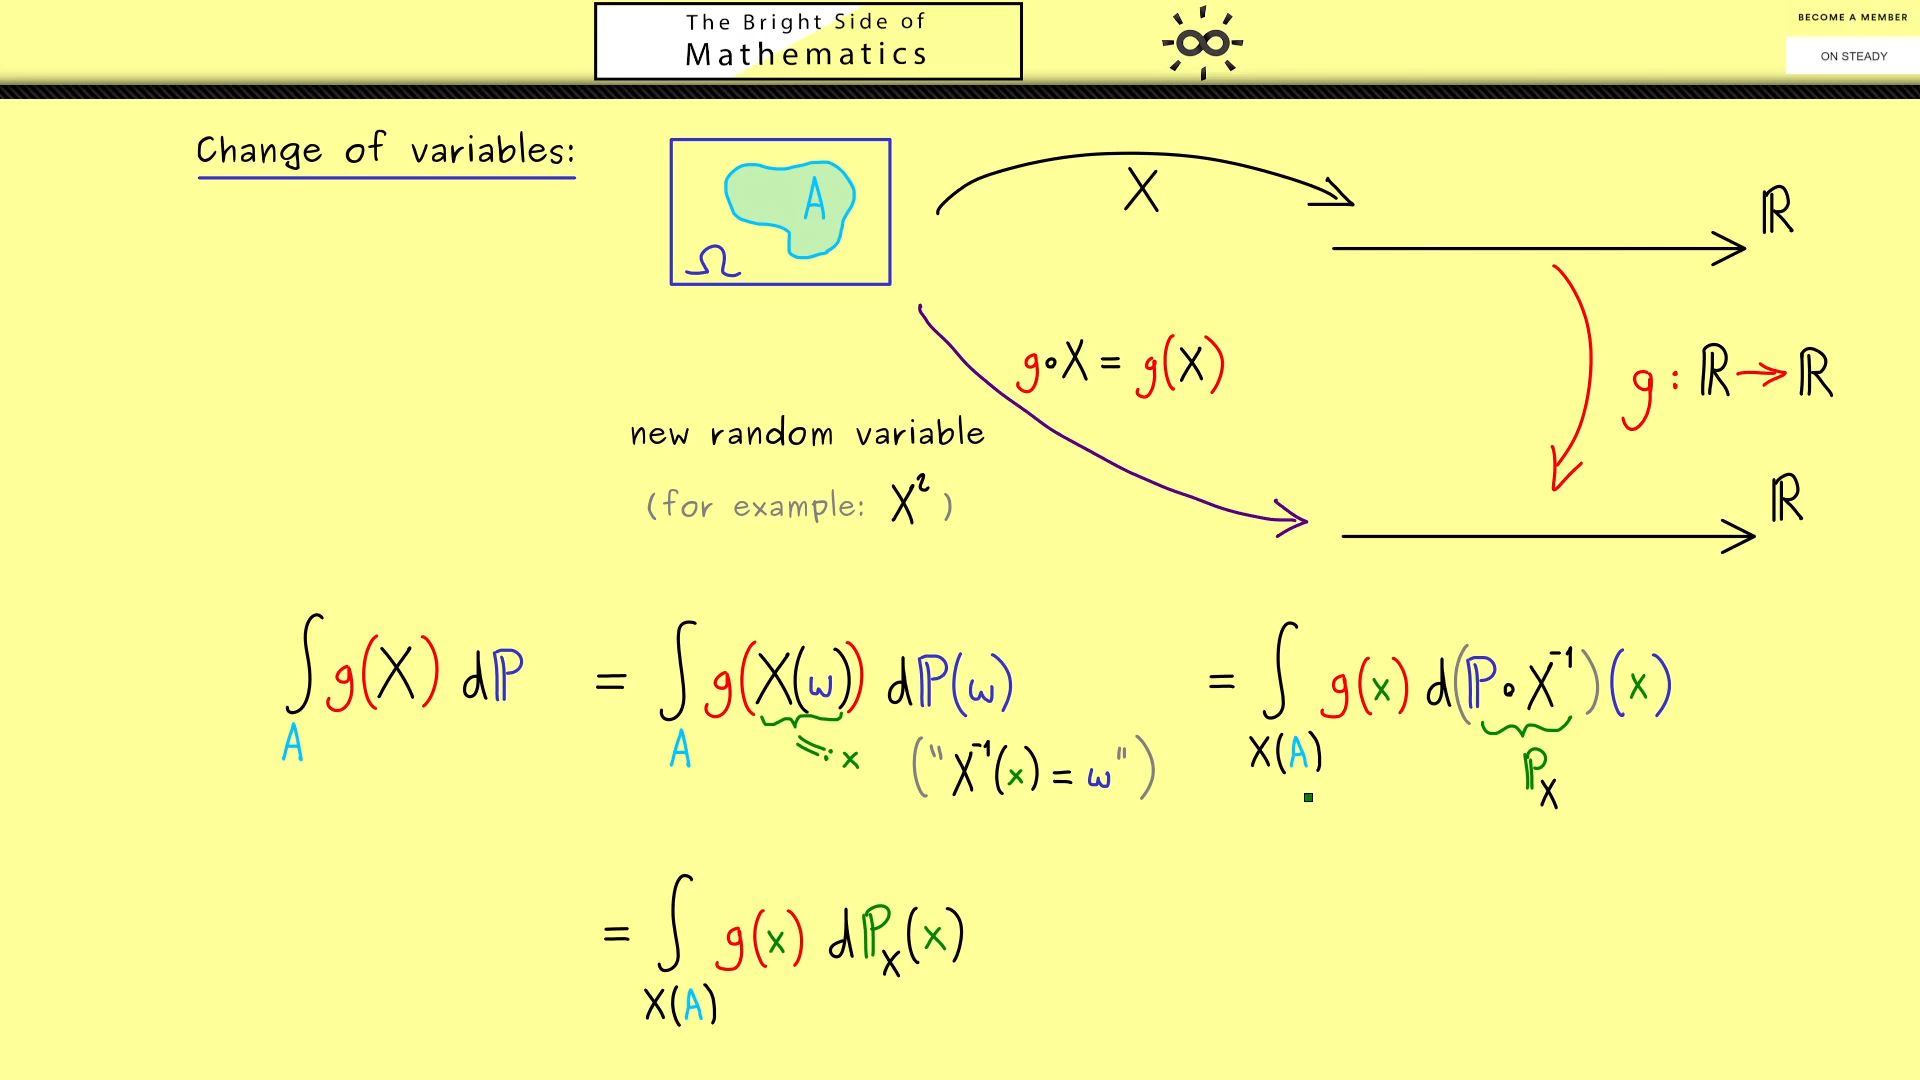 The Bright Side of
Mathematics
BECOME A MEMBER
ON STEADY
Change of variables:
A
Ω
X
ℝ
g∘X = g(X)
g : ℝ → ℝ
new random variable
(for example: X²)
ℝ
∫_A g(X) dℙ = ∫_A g(X(ω)) dℙ(ω) = ∫_{X(A)} g(x) d(ℙ∘X⁻¹)(x)
=: x
("X⁻¹(x) = ω")
ℙ_X
= ∫_{X(A)} g(x) dℙ_X(x)